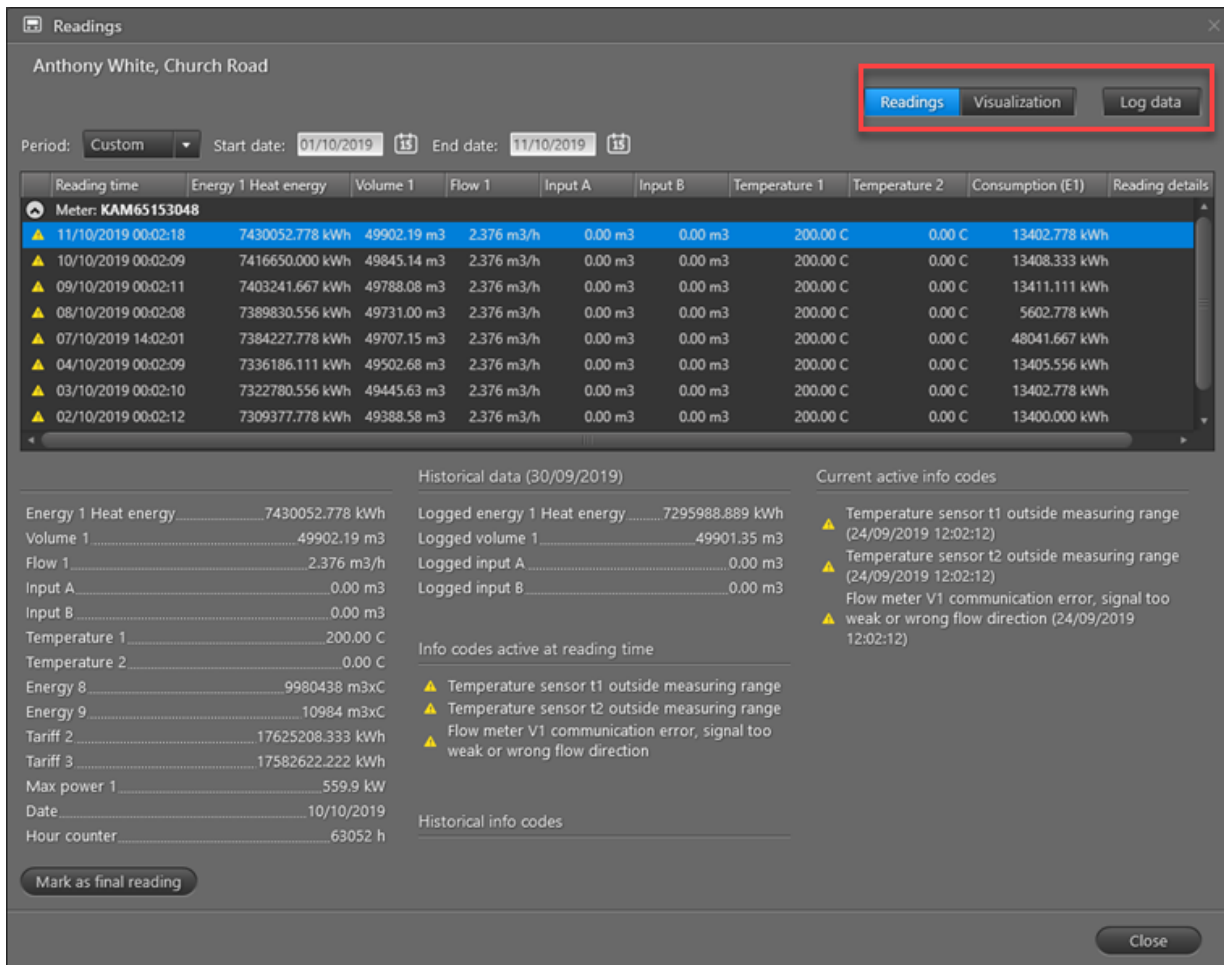 Readings
Anthony White, Church Road
Readings Visualization Log data
Period: Custom Start date: 01/10/2019 15 End date: 11/10/2019 15
Reading time Energy 1 Heat energy Volume 1 Flow 1 Input A Input B Temperature 1 Temperature 2 Consumption (E1) Reading details
Meter: KAM65153048
11/10/2019 00:02:18 7430052.778 kWh 49902.19 m3 2.376 m3/h 0.00 m3 0.00 m3 200.00 C 0.00 C 13402.778 kWh
10/10/2019 00:02:09 7416650.000 kWh 49845.14 m3 2.376 m3/h 0.00 m3 0.00 m3 200.00 C 0.00 C 13408.333 kWh
09/10/2019 00:02:11 7403241.667 kWh 49788.08 m3 2.376 m3/h 0.00 m3 0.00 m3 200.00 C 0.00 C 13411.111 kWh
08/10/2019 00:02:08 7389830.556 kWh 49731.00 m3 2.376 m3/h 0.00 m3 0.00 m3 200.00 C 0.00 C 5602.778 kWh
07/10/2019 14:02:01 7384227.778 kWh 49707.15 m3 2.376 m3/h 0.00 m3 0.00 m3 200.00 C 0.00 C 48041.667 kWh
04/10/2019 00:02:09 7336186.111 kWh 49502.68 m3 2.376 m3/h 0.00 m3 0.00 m3 200.00 C 0.00 C 13405.556 kWh
03/10/2019 00:02:10 7322780.556 kWh 49445.63 m3 2.376 m3/h 0.00 m3 0.00 m3 200.00 C 0.00 C 13402.778 kWh
02/10/2019 00:02:12 7309377.778 kWh 49388.58 m3 2.376 m3/h 0.00 m3 0.00 m3 200.00 C 0.00 C 13400.000 kWh
Energy 1 Heat energy 7430052.778 kWh
Volume 1 49902.19 m3
Flow 1 2.376 m3/h
Input A 0.00 m3
Input B 0.00 m3
Temperature 1 200.00 C
Temperature 2 0.00 C
Energy 8 9980438 m3xC
Energy 9 10984 m3xC
Tariff 2 17625208.333 kWh
Tariff 3 17582622.222 kWh
Max power 1 559.9 kW
Date 10/10/2019
Hour counter 63052 h
Historical data (30/09/2019)
Logged energy 1 Heat energy 7295988.889 kWh
Logged volume 1 49901.35 m3
Logged input A 0.00 m3
Logged input B 0.00 m3
Info codes active at reading time
Temperature sensor t1 outside measuring range
Temperature sensor t2 outside measuring range
Flow meter V1 communication error, signal too
weak or wrong flow direction
Historical info codes
Current active info codes
Temperature sensor t1 outside measuring range
(24/09/2019 12:02:12)
Temperature sensor t2 outside measuring range
(24/09/2019 12:02:12)
Flow meter V1 communication error, signal too
weak or wrong flow direction (24/09/2019
12:02:12)
Mark as final reading
Close